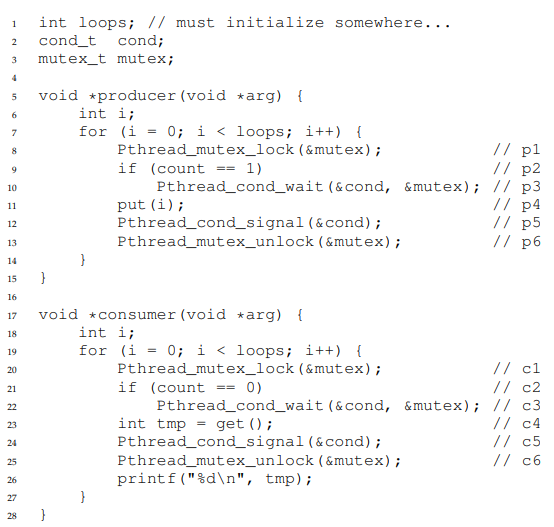 1 int loops; // must initialize somewhere...
2 cond_t  cond;
3 mutex_t mutex;
4
5 void *producer(void *arg) {
6     int i;
7     for (i = 0; i < loops; i++) {
8         Pthread_mutex_lock(&mutex);           // p1
9         if (count == 1)                       // p2
10             Pthread_cond_wait(&cond, &mutex); // p3
11         put(i);                               // p4
12         Pthread_cond_signal(&cond);           // p5
13         Pthread_mutex_unlock(&mutex);         // p6
14     }
15 }
16
17 void *consumer(void *arg) {
18     int i;
19     for (i = 0; i < loops; i++) {
20         Pthread_mutex_lock(&mutex);           // c1
21         if (count == 0)                       // c2
22             Pthread_cond_wait(&cond, &mutex); // c3
23         int tmp = get();                      // c4
24         Pthread_cond_signal(&cond);           // c5
25         Pthread_mutex_unlock(&mutex);         // c6
26         printf("%d\n", tmp);
27     }
28 }